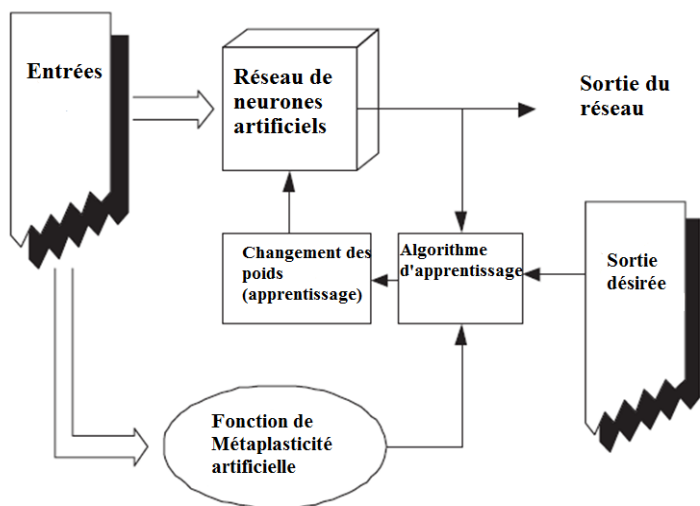 Entrées
Réseau de
neurones
artificiels
Sortie du
réseau
Changement des
poids
(apprentissage)
Algorithme
d'apprentissage
Sortie
désirée
Fonction de
Métaplasticité
artificielle